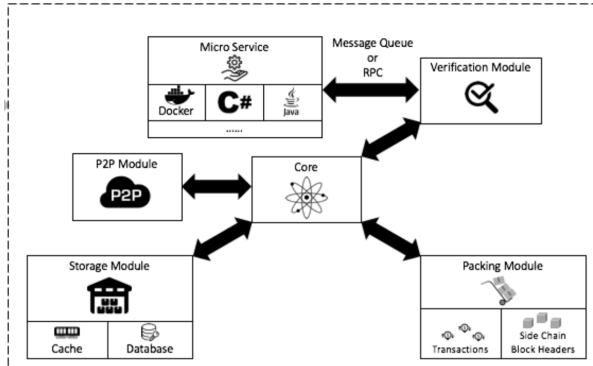 Micro Service
Message Queue
or
RPC
Verification Module
Docker
C#
Java
......
P2P Module
P2P
Core
Storage Module
Packing Module
Cache
Database
Transactions
Side Chain
Block Headers